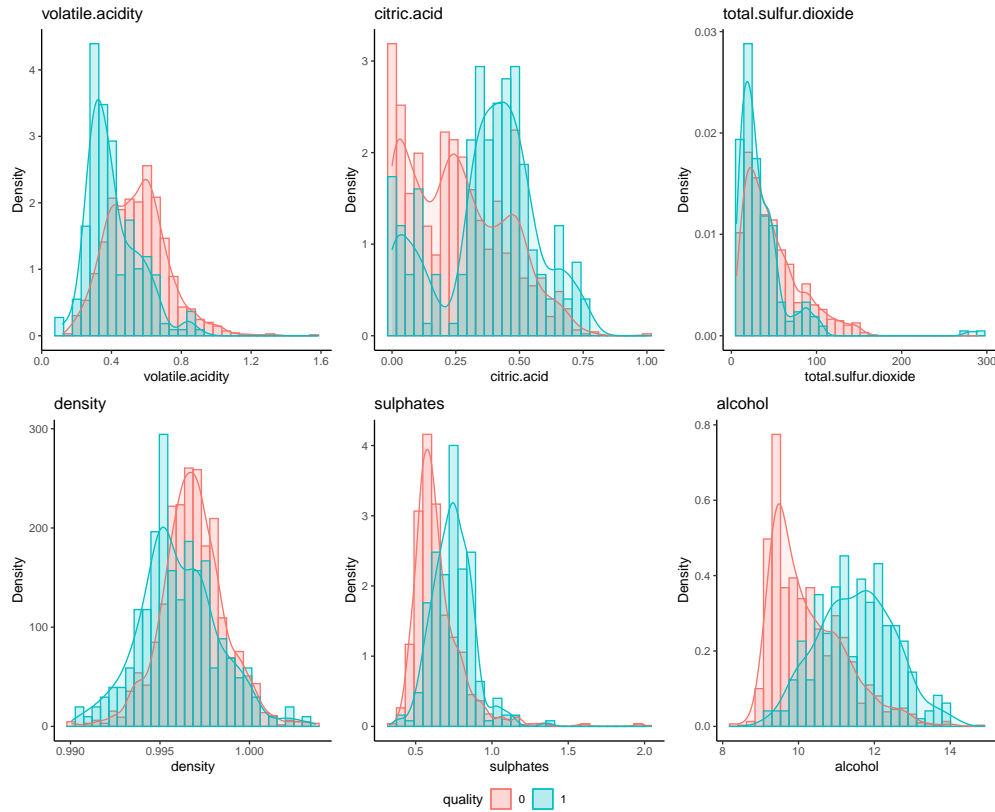 volatile.acidity
citric.acid
total.sulfur.dioxide
Density
4
3
2
1
0
0.0
0.4
0.8
1.2
1.6
volatile.acidity
Density
3
2
1
0
0.00
0.25
0.50
0.75
1.00
citric.acid
Density
0.03
0.02
0.01
0.00
0
100
200
300
total.sulfur.dioxide
density
sulphates
alcohol
Density
300
200
100
0
0.990
0.995
1.000
density
Density
4
3
2
1
0
0.5
1.0
1.5
2.0
sulphates
Density
0.8
0.6
0.4
0.2
0.0
8
10
12
14
alcohol
quality 0 1